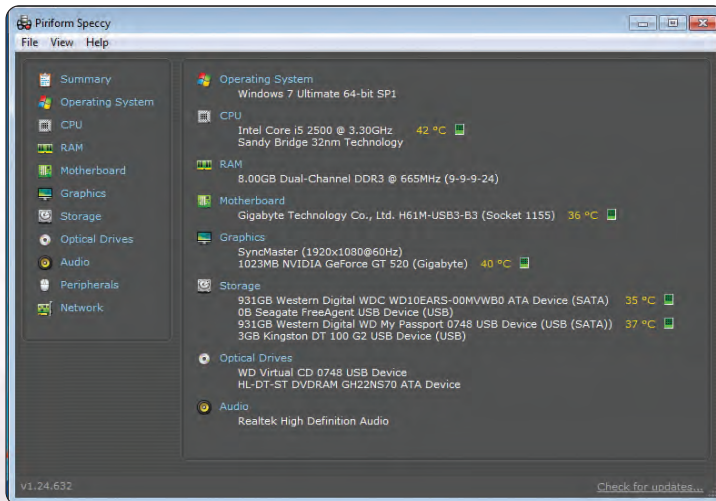 Piriform Speccy
File View Help
Summary
Operating System
CPU
RAM
Motherboard
Graphics
Storage
Optical Drives
Audio
Peripherals
Network
Operating System
Windows 7 Ultimate 64-bit SP1
CPU
Intel Core i5 2500 @ 3.30GHz 42 °C
Sandy Bridge 32nm Technology
RAM
8.00GB Dual-Channel DDR3 @ 665MHz (9-9-9-24)
Motherboard
Gigabyte Technology Co., Ltd. H61M-USB3-B3 (Socket 1155) 36 °C
Graphics
SyncMaster (1920x1080@60Hz)
1023MB NVIDIA GeForce GT 520 (Gigabyte) 40 °C
Storage
931GB Western Digital WDC WD10EARS-00MVWB0 ATA Device (SATA) 35 °C
0B Seagate FreeAgent USB Device (USB)
931GB Western Digital WD My Passport 0748 USB Device (USB (SATA)) 37 °C
3GB Kingston DT 100 G2 USB Device (USB)
Optical Drives
WD Virtual CD 0748 USB Device
HL-DT-ST DVDRAM GH22NS70 ATA Device
Audio
Realtek High Definition Audio
v1.24.632
Check for updates...